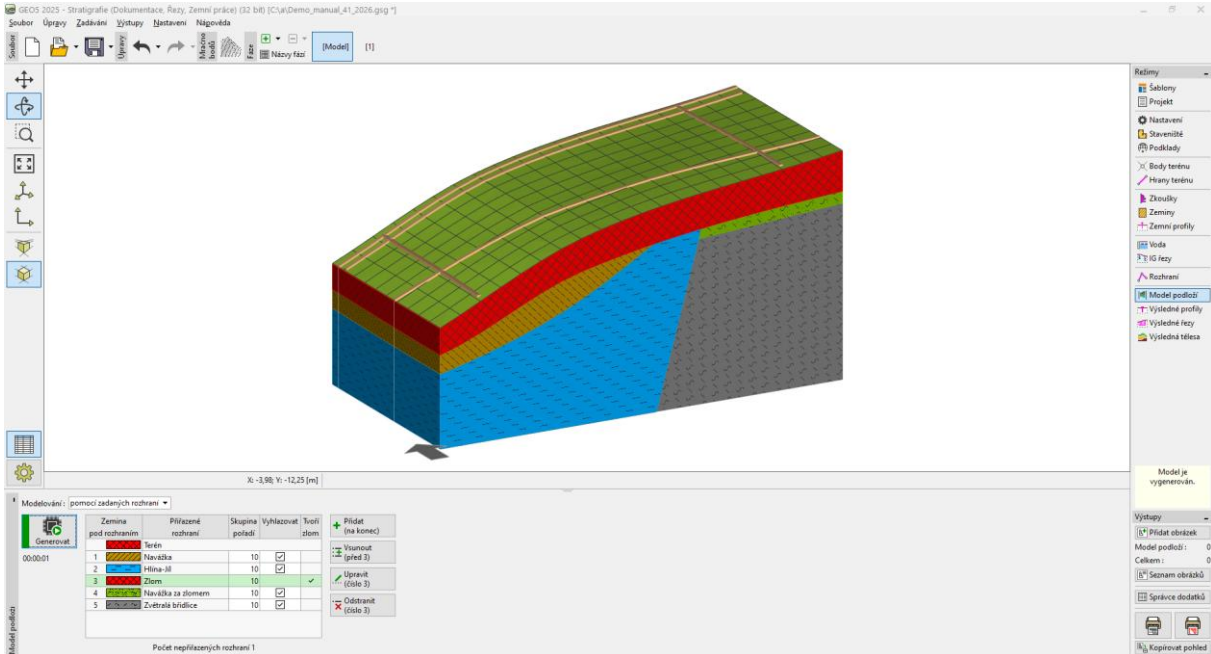 GEO5 2025 - Stratigrafie (Dokumentace, Řezy, Zemní práce) (32 bit) [C:\a\Demo_manual_41_2026.gsg *]
Soubor Úpravy Zadávání Výstupy Nastavení Nápověda
Soubor
Úpravy
Mračno bodů
Fáze
Názvy fází
[Model]
[1]
Režimy
Šablony
Projekt
Nastavení
Staveniště
Podklady
Body terénu
Hrany terénu
Zkoušky
Zeminy
Zemní profily
Voda
IG řezy
Rozhraní
Model podloží
Výsledné profily
Výsledné řezy
Výsledná tělesa
Model je
vygenerován.
X: -3,98; Y: -12,25 [m]
Modelování : pomocí zadaných rozhraní
Generovat
00:00:01
Zemina Přiřazené Skupina Vyhlazovat Tvoří
pod rozhraním rozhraní pořadí zlom
Terén
1 Navážka 10
2 Hlína-Jíl 10
3 Zlom 10
4 Navážka za zlomem 10
5 Zvětralá břidlice 10
Počet nepřiřazených rozhraní 1
Přidat
(na konec)
Vsunout
(před 3)
Upravit
(číslo 3)
Odstranit
(číslo 3)
Model podloží
Výstupy
Přidat obrázek
Model podloží : 0
Celkem : 0
Seznam obrázků
Správce dodatků
Kopírovat pohled